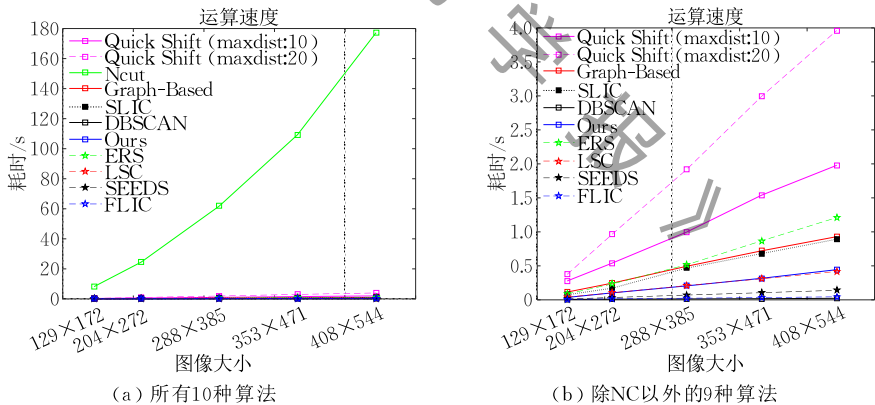 运算速度
180
160
140
120
100
80
60
40
20
0
耗时/s
Quick Shift (maxdist:10)
Quick Shift (maxdist:20)
Ncut
Graph-Based
SLIC
DBSCAN
Ours
ERS
LSC
SEEDS
FLIC
129×172
204×272
288×385
353×471
408×544
图像大小
(a) 所有10种算法
运算速度
4.0
3.5
3.0
2.5
2.0
1.5
1.0
0.5
0
耗时/s
Quick Shift (maxdist:10)
Quick Shift (maxdist:20)
Graph-Based
SLIC
DBSCAN
Ours
ERS
LSC
SEEDS
FLIC
129×172
204×272
288×385
353×471
408×544
图像大小
(b) 除NC以外的9种算法
学报》